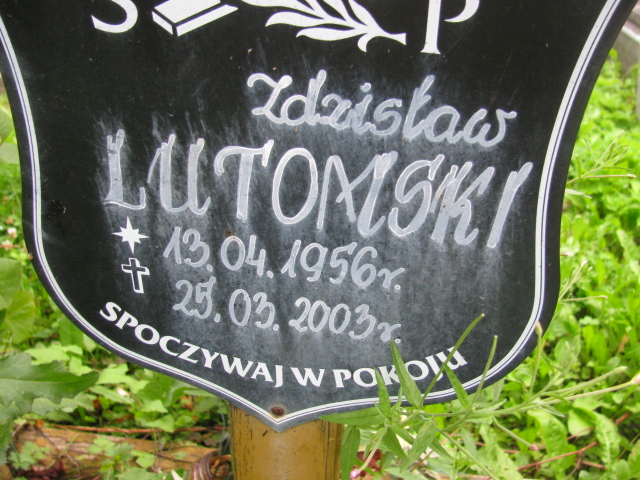 S P
Zdzisław
LUTOMSKI
13.04.1956r.
25.03.2003r.
SPOCZYWAJ W POKOJU